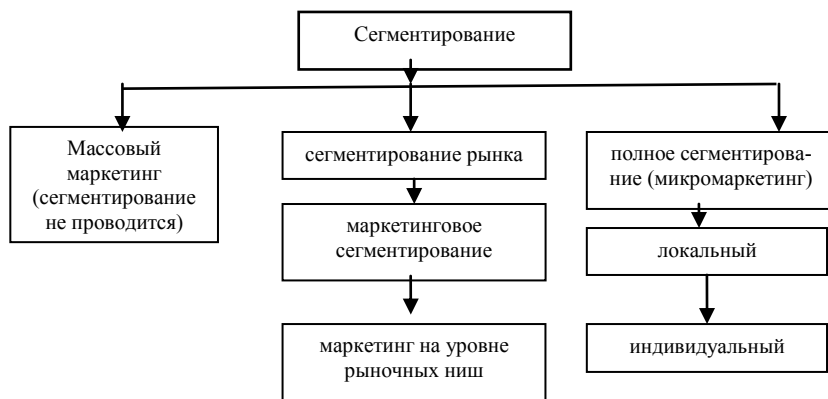 Сегментирование
Массовый
маркетинг
(сегментирование
не проводится)
сегментирование рынка
маркетинговое
сегментирование
маркетинг на уровне
рыночных ниш
полное сегментирова-
ние (микромаркетинг)
локальный
индивидуальный